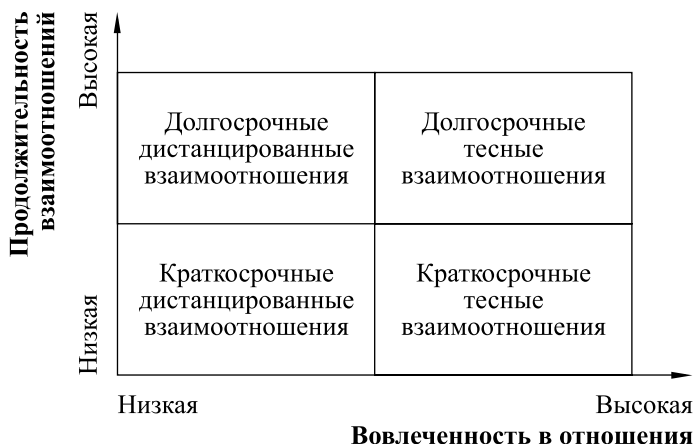 Продолжительность
взаимоотношений
Высокая
Низкая
Долгосрочные
дистанцированные
взаимоотношения
Долгосрочные
тесные
взаимоотношения
Краткосрочные
дистанцированные
взаимоотношения
Краткосрочные
тесные
взаимоотношения
Низкая
Высокая
Вовлеченность в отношения